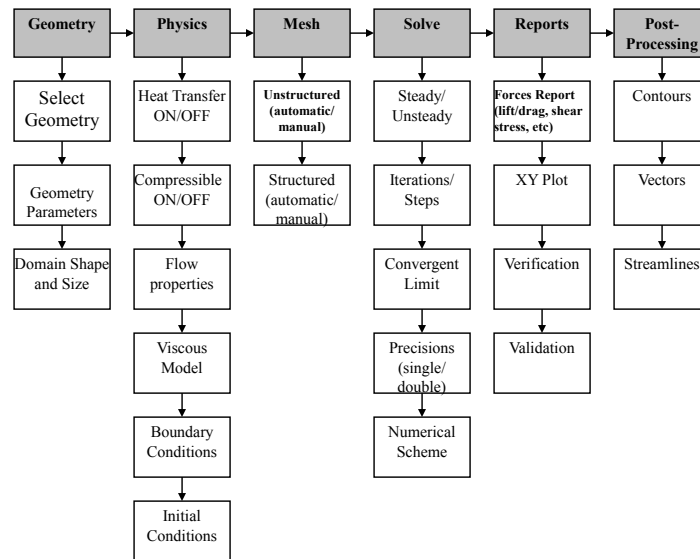 Geometry
Select
Geometry
Geometry
Parameters
Domain Shape
and Size
Physics
Heat Transfer
ON/OFF
Compressible
ON/OFF
Flow
properties
Viscous
Model
Boundary
Conditions
Initial
Conditions
Mesh
Unstructured
(automatic/
manual)
Structured
(automatic/
manual)
Solve
Steady/
Unsteady
Iterations/
Steps
Convergent
Limit
Precisions
(single/
double)
Numerical
Scheme
Reports
Forces Report
(lift/drag, shear
stress, etc)
XY Plot
Verification
Validation
Post-
Processing
Contours
Vectors
Streamlines